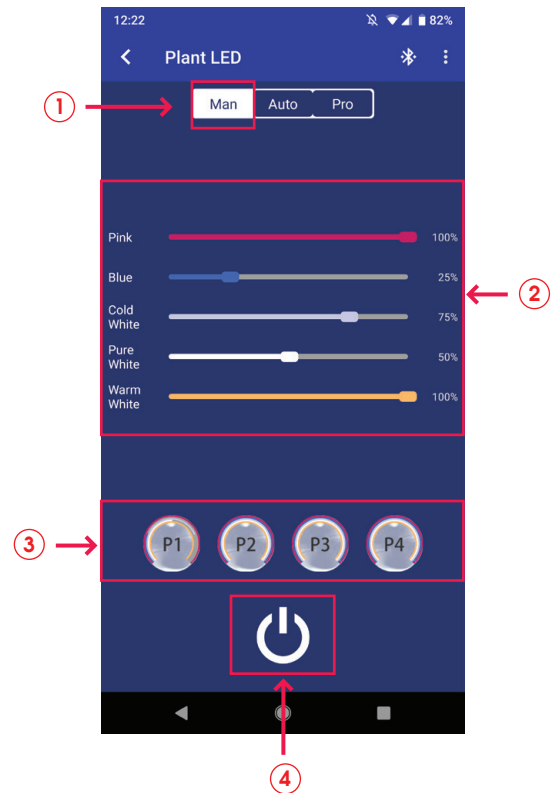 12:22 82%
Plant LED
1 Man Auto Pro
Pink 100%
Blue 25%
2
Cold
White 75%
Pure
White 50%
Warm
White 100%
3 P1 P2 P3 P4
4